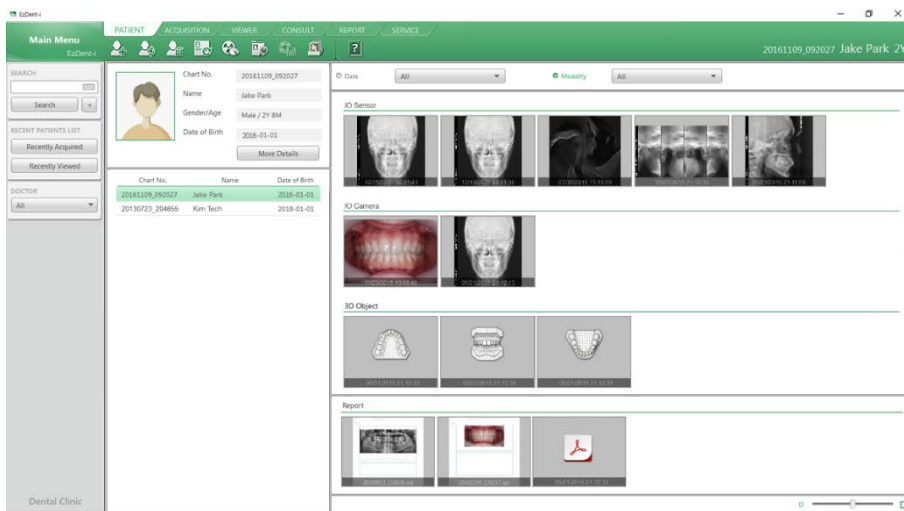 EzDent-i
Main Menu
EzDent-i
PATIENT ACQUISITION VIEWER CONSULT REPORT SERVICE
20161109_092027 Jake Park 2Y
SEARCH
Search +
RECENT PATIENTS LIST
Recently Acquired
Recently Viewed
DOCTOR
All
Chart No. 20161109_092027
Name Jake Park
Gender/Age Male / 2Y 8M
Date of Birth 2016-01-01
More Details
Chart No. Name Date of Birth
20161109_092027 Jake Park 2016-01-01
20130723_204655 Kim Tech 2018-01-01
Date All Modality All
IO Sensor
IO Camera
3D Object
Report
Dental Clinic